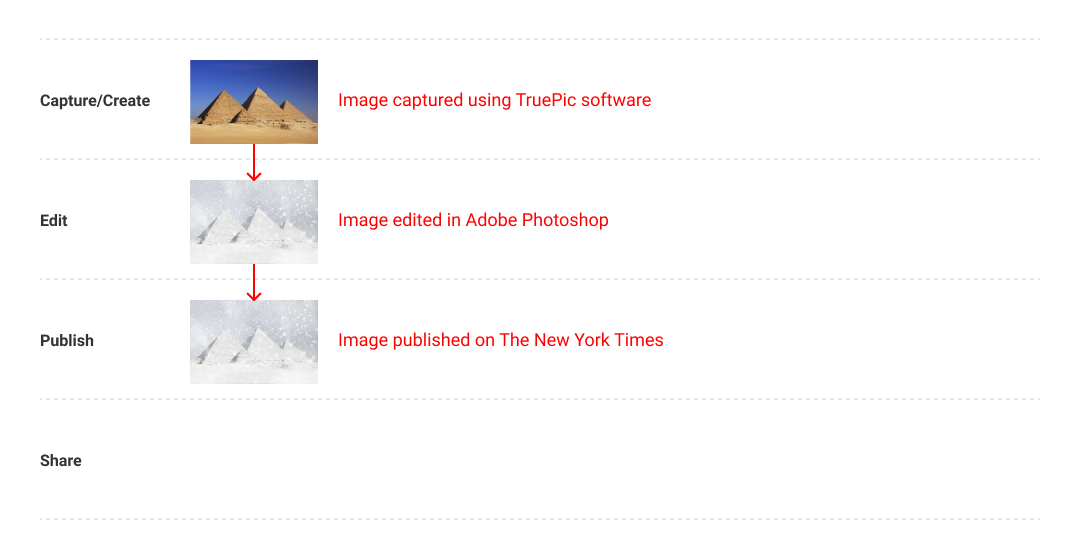 Capture/Create
Image captured using TruePic software
Edit
Image edited in Adobe Photoshop
Publish
Image published on The New York Times
Share